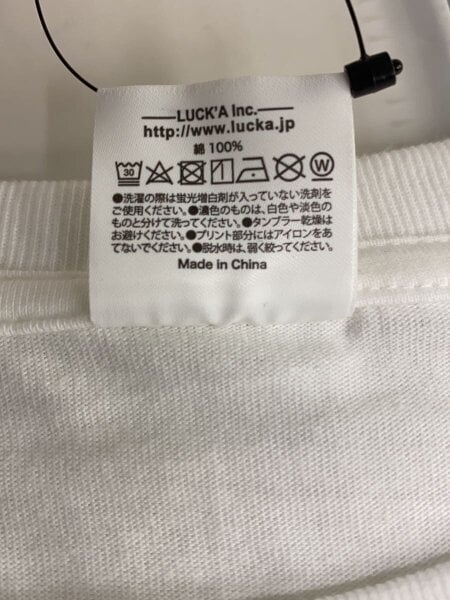 LUCK'A Inc.
http://www.lucka.jp
綿 100%
30 W
●洗濯の際は蛍光増白剤が入っていない洗剤を
ご使用ください。●濃色のものは、白色や淡色の
ものと分けて洗ってください。●タンブラー乾燥は
お避けください。●プリント部分にはアイロンをあ
てないでください。●脱水時は、弱く絞ってください。
Made in China